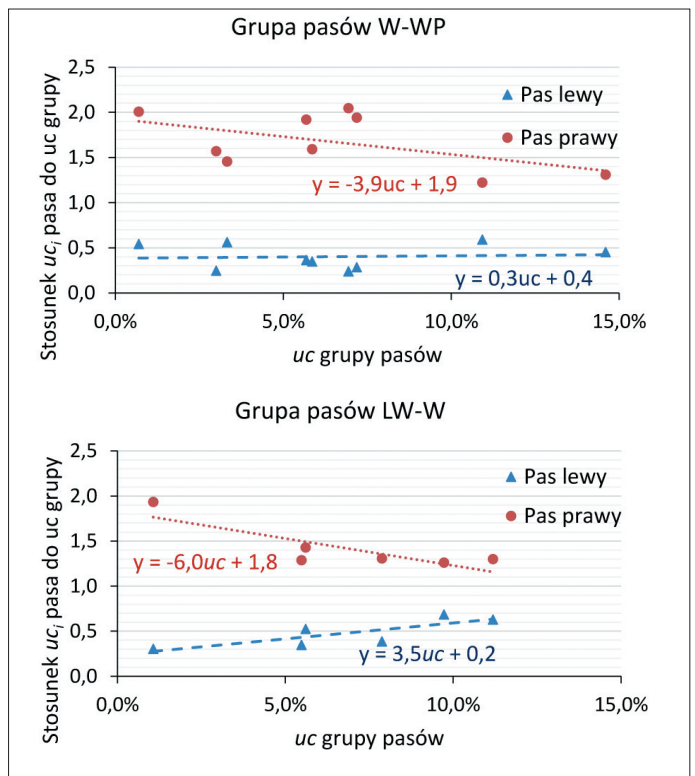 Grupa pasów W-WP
Stosunek uci pasa do uc grupy
2,5
2,0
1,5
1,0
0,5
0,0
Pas lewy
Pas prawy
y = -3,9uc + 1,9
y = 0,3uc + 0,4
0,0%
5,0%
10,0%
15,0%
uc grupy pasów
Grupa pasów LW-W
Stosunek uci pasa do uc grupy
2,5
2,0
1,5
1,0
0,5
0,0
Pas lewy
Pas prawy
y = -6,0uc + 1,8
y = 3,5uc + 0,2
0,0%
5,0%
10,0%
15,0%
uc grupy pasów